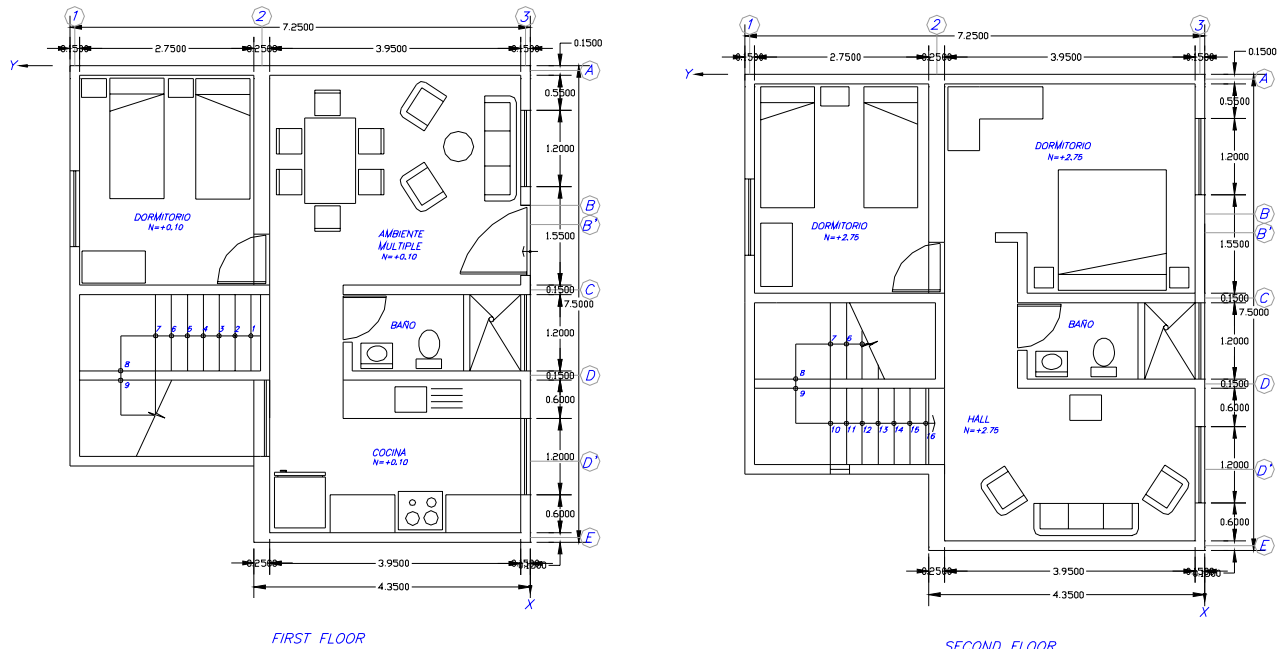 1
2
3
7.2500
0.1500
2.7500
0.2500
3.9500
0.1500
Y
A
0.5500
1.2000
DORMITORIO
N=+0.10
AMBIENTE
MULTIPLE
N=+0.10
B
B'
1.5500
C
0.1500
7.5000
7 6 5 4 3 2 1
BAÑO
1.2000
8
9
D
0.1500
0.6000
COCINA
N=+0.10
1.2000
D'
0.6000
E
0.2500
3.9500
4.3500
X
FIRST FLOOR
1
2
3
7.2500
0.1500
2.7500
0.2500
3.9500
0.1500
Y
A
0.5500
DORMITORIO
N=+2.75
1.2000
DORMITORIO
N=+2.75
B
B'
1.5500
C
0.1500
7.5000
7 6
BAÑO
1.2000
8
9
D
0.1500
0.6000
10 11 12 13 14 15 16
HALL
N=+2.75
1.2000
D'
0.6000
E
0.2500
3.9500
4.3500
X
SECOND FLOOR